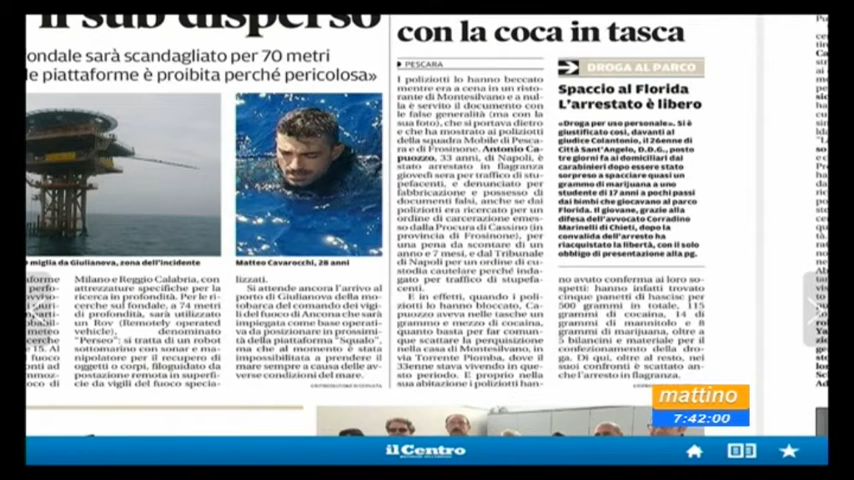 il sub disperso
ondale sarà scandagliato per 70 metri
le piattaforme è proibita perché pericolosa»
miglia da Giulianova, zona dell'incidente
Matteo Cavarocchi, 28 anni
Milano e Reggio Calabria, con
attrezzature specifiche per la
ricerca in profondità. Per le ri-
cerche sul fondale, a 74 metri
di profondità, sarà utilizzato
un Rov (Remotely operated
vehicle), denominato
"Perseo": si tratta di un robot
sottomarino con sonar e ma-
nipolatore per il recupero di
oggetti o corpi, filoguidato da
postazione remota in superfi-
cie da vigili del fuoco specia-
lizzati.
Si attende ancora l'arrivo al
porto di Giulianova della mo-
tobarca del comando dei vigi-
li del fuoco di Ancona che sarà
impiegata come base operati-
va da posizionare in prossimi-
tà della piattaforma "Squalo",
ma che al momento è stata
impossibilitata a prendere il
mare sempre a causa delle av-
verse condizioni del mare.
con la coca in tasca
PESCARA
I poliziotti lo hanno beccato
mentre era a cena in un risto-
rante di Montesilvano e a nul-
la è servito il documento con
le false generalità (ma con la
sua foto), che si portava dietro
e che ha mostrato ai poliziotti
della squadra Mobile di Pesca-
ra e di Frosinone. Antonio Ca-
puozzo, 33 anni, di Napoli, è
stato arrestato in flagranza
giovedì sera per traffico di stu-
pefacenti, e denunciato per
fabbricazione e possesso di
documenti falsi, anche se dai
poliziotti era ricercato per un
ordine di carcerazione emes-
so dalla Procura di Cassino (in
provincia di Frosinone), per
una pena da scontare di un
anno e 7 mesi, e dal Tribunale
di Napoli per un ordine di cu-
stodia cautelare perché inda-
gato per traffico di stupefa-
centi.
E in effetti, quando i poli-
ziotti lo hanno bloccato, Ca-
puozzo aveva nelle tasche un
grammo e mezzo di cocaina,
quanto basta per far comun-
que scattare la perquisizione
nella casa di Montesilvano, in
via Torrente Piomba, dove il
33enne stava vivendo in que-
sto periodo. E proprio nella
sua abitazione i poliziotti han-
no avuto conferma ai loro so-
spetti: hanno infatti trovato
cinque panetti di hascisc per
500 grammi in totale, 115
grammi di cocaina, 14 di
grammi di mannitolo e 6
grammi di marijuana, oltre a
3 bilancini e materiale per il
confezionamento della dro-
ga. Di qui, oltre al resto, nei
suoi confronti è scattato an-
che l'arresto in flagranza.
DROGA AL PARCO
Spaccio al Florida
L'arrestato è libero
«Droga per uso personale». Si è
giustificato così, davanti al
giudice Colantonio, il 26enne di
Città Sant'Angelo, D.D.G., posto
tre giorni fa ai domiciliari dai
carabinieri dopo essere stato
sorpreso a spacciare quasi un
grammo di marijuana a uno
studente di 17 anni a pochi passi
dai bimbi che giocavano al parco
Florida. Il giovane, grazie alla
difesa dell'avvocato Corradino
Marinelli di Chieti, dopo la
convalida dell'arresto ha
riacquistato la libertà, con il solo
obbligo di presentazione alla pg.
mattino
7:42:00
il Centro